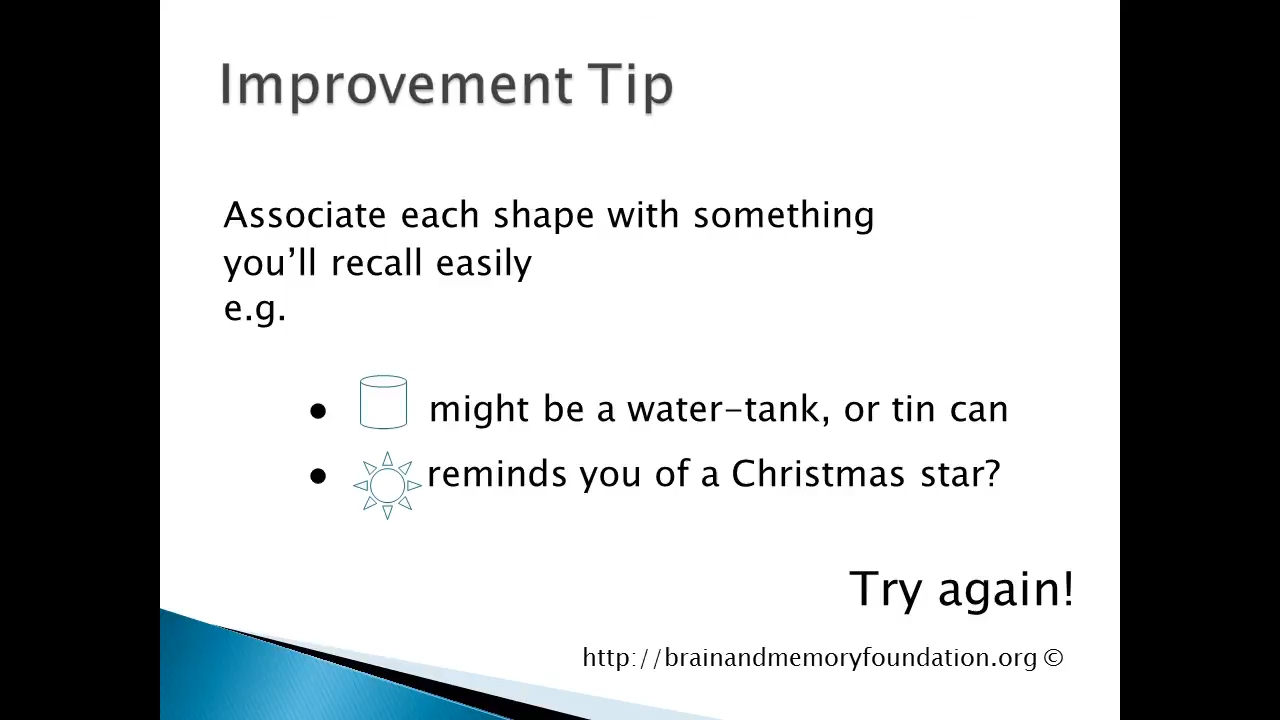 Improvement Tip
Associate each shape with something
you’ll recall easily
e.g.
● might be a water-tank, or tin can
● reminds you of a Christmas star?
Try again!
http://brainandmemoryfoundation.org ©